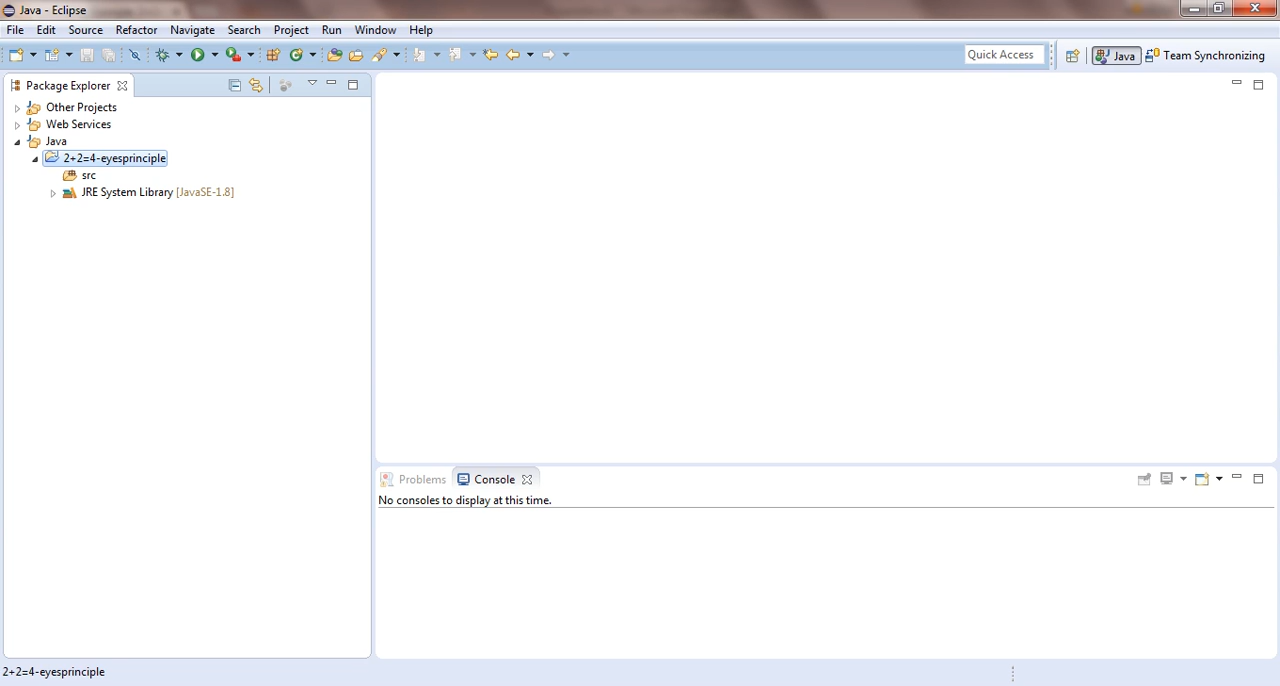 Java - Eclipse
File Edit Source Refactor Navigate Search Project Run Window Help
Quick Access Java Team Synchronizing
Package Explorer
Other Projects
Web Services
Java
2+2=4-eyesprinciple
src
JRE System Library [JavaSE-1.8]
Problems Console
No consoles to display at this time.
2+2=4-eyesprinciple